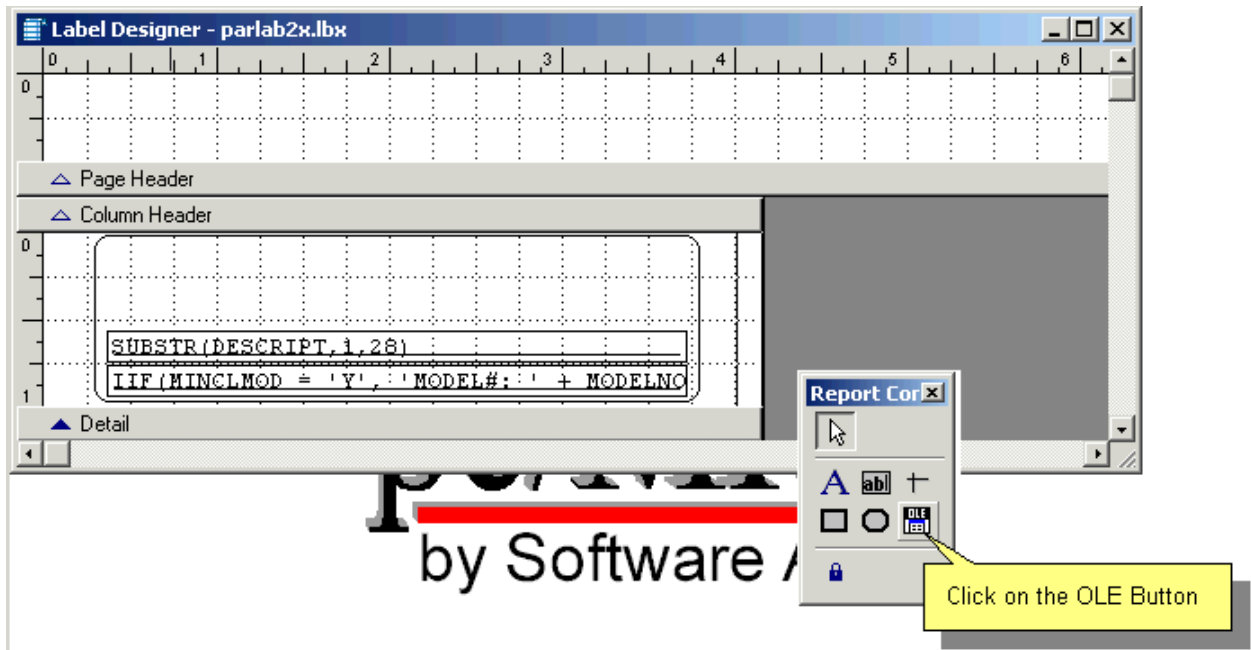 Label Designer - parlab2x.lbx
0 1 2 3 4 5 6
0
Page Header
Column Header
0
SUBSTR(DESCRIPT,1,28)
IIF(MINCLMOD = 'Y', 'MODEL#: ' + MODELNO
1
Detail
Report Cor
A abl
OLE
by Software
Click on the OLE Button